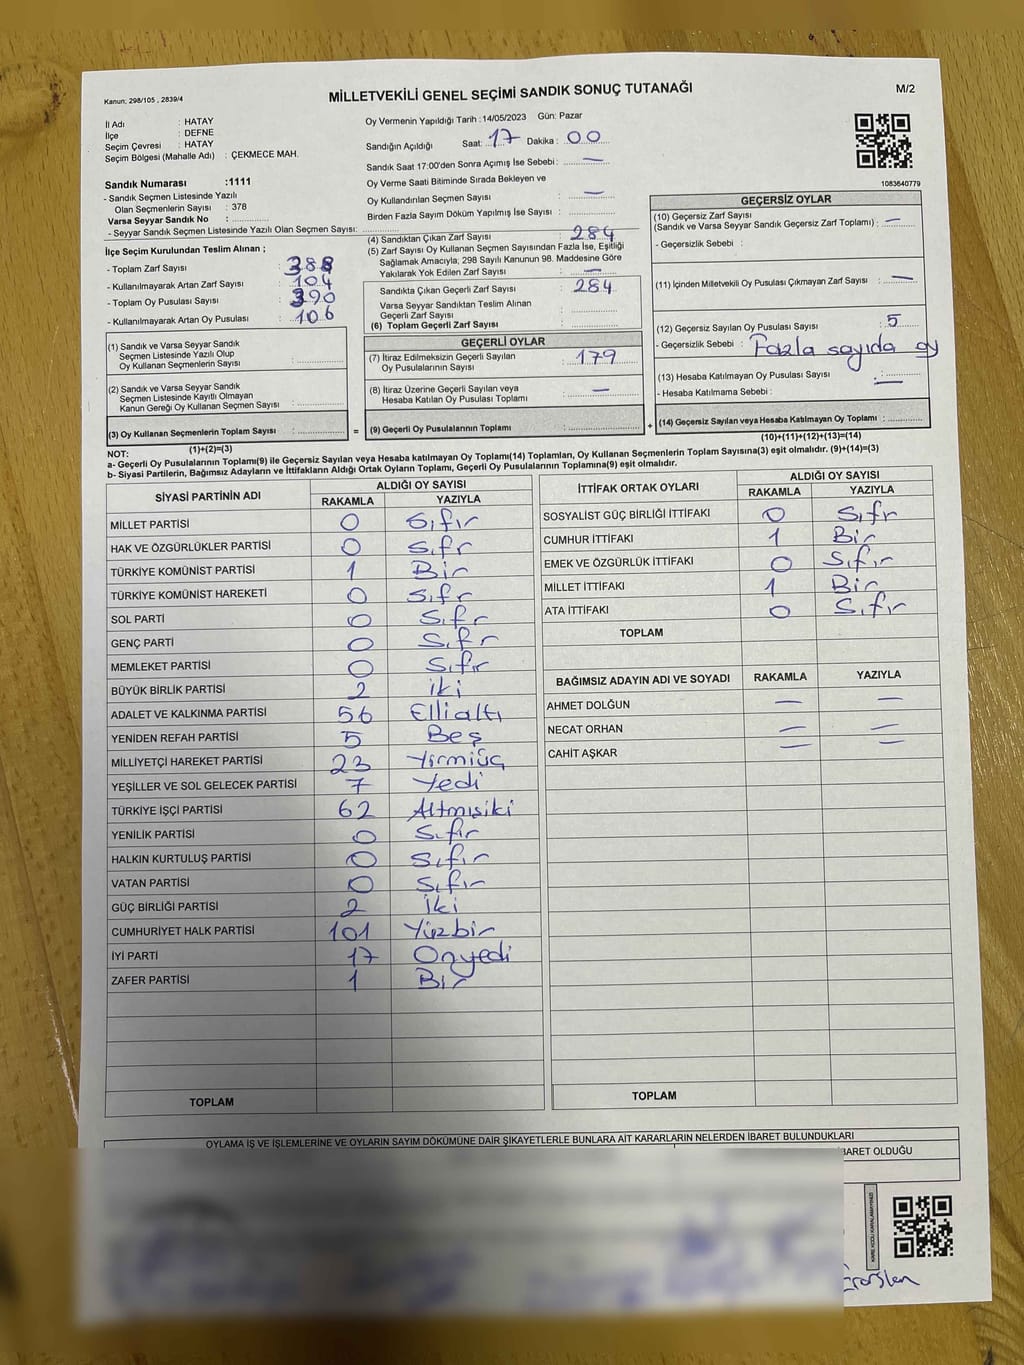 Kanun; 298/105 , 2839/4
MİLLETVEKİLİ GENEL SEÇİMİ SANDIK SONUÇ TUTANAĞI
M/2
İl Adı : HATAY
İlçe : DEFNE
Seçim Çevresi : HATAY
Seçim Bölgesi (Mahalle Adı) : ÇEKMECE MAH.
Oy Vermenin Yapıldığı Tarih :14/05/2023 Gün: Pazar
Sandığın Açıldığı Saat: 17 Dakika : 00
Sandık Saat 17:00'den Sonra Açımış İse Sebebi : —
Oy Verme Saati Bitiminde Sırada Bekleyen ve
Oy Kullandırılan Seçmen Sayısı : —
Birden Fazla Sayım Döküm Yapılmış İse Sayısı :
Sandık Numarası :1111
- Sandık Seçmen Listesinde Yazılı
Olan Seçmenlerin Sayısı : 378
Varsa Seyyar Sandık No :
- Seyyar Sandık Seçmen Listesinde Yazılı Olan Seçmen Sayısı:
İlçe Seçim Kurulundan Teslim Alınan ;
- Toplam Zarf Sayısı : 388
- Kullanılmayarak Artan Zarf Sayısı : 104
- Toplam Oy Pusulası Sayısı : 390
- Kullanılmayarak Artan Oy Pusulası : 106
(4) Sandıktan Çıkan Zarf Sayısı : 284
(5) Zarf Sayısı Oy Kullanan Seçmen Sayısından Fazla İse, Eşitliği
Sağlamak Amacıyla; 298 Sayılı Kanunun 98. Maddesine Göre
Yakılarak Yok Edilen Zarf Sayısı : —
Sandıkta Çıkan Geçerli Zarf Sayısı : 284
Varsa Seyyar Sandıktan Teslim Alınan
Geçerli Zarf Sayısı :
(6) Toplam Geçerli Zarf Sayısı :
1083640779
GEÇERSİZ OYLAR
(10) Geçersiz Zarf Sayısı
(Sandık ve Varsa Seyyar Sandık Geçersiz Zarf Toplamı) : —
- Geçersizlik Sebebi :
(11) İçinden Milletvekili Oy Pusulası Çıkmayan Zarf Sayısı : —
(12) Geçersiz Sayılan Oy Pusulası Sayısı : 5
- Geçersizlik Sebebi : Fazla sayıda oy
(13) Hesaba Katılmayan Oy Pusulası Sayısı : —
- Hesaba Katılmama Sebebi :
(14) Geçersiz Sayılan veya Hesaba Katılmayan Oy Toplamı :
(10)+(11)+(12)+(13)=(14)
(1) Sandık ve Varsa Seyyar Sandık
Seçmen Listesinde Yazılı Olup
Oy Kullanan Seçmenlerin Sayısı :
(2) Sandık ve Varsa Seyyar Sandık
Seçmen Listesinde Kayıtlı Olmayan
Kanun Gereği Oy Kullanan Seçmen Sayısı :
(3) Oy Kullanan Seçmenlerin Toplam Sayısı :
(1)+(2)=(3)
=
GEÇERLİ OYLAR
(7) İtiraz Edilmeksizin Geçerli Sayılan
Oy Pusulalarının Sayısı : 179
(8) İtiraz Üzerine Geçerli Sayılan veya
Hesaba Katılan Oy Pusulası Toplamı : —
(9) Geçerli Oy Pusulalarının Toplamı :
+
NOT:
a- Geçerli Oy Pusulalarının Toplamı(9) ile Geçersiz Sayılan veya Hesaba katılmayan Oy Toplamı(14) Toplamları, Oy Kullanan Seçmenlerin Toplam Sayısına(3) eşit olmalıdır. (9)+(14)=(3)
b- Siyasi Partilerin, Bağımsız Adayların ve İttifakların Aldığı Ortak Oyların Toplamı, Geçerli Oy Pusulalarının Toplamına(9) eşit olmalıdır.
SİYASİ PARTİNİN ADI ALDIĞI OY SAYISI
RAKAMLA YAZIYLA
MİLLET PARTİSİ 0 Sıfır
HAK VE ÖZGÜRLÜKLER PARTİSİ 0 Sıfr
TÜRKİYE KOMÜNİST PARTİSİ 1 Bir
TÜRKİYE KOMÜNİST HAREKETİ 0 Sıfr
SOL PARTİ 0 Sıfr
GENÇ PARTİ 0 Sıfr
MEMLEKET PARTİSİ 0 Sıfır
BÜYÜK BİRLİK PARTİSİ 2 iki
ADALET VE KALKINMA PARTİSİ 56 Ellialtı
YENİDEN REFAH PARTİSİ 5 Beş
MİLLİYETÇİ HAREKET PARTİSİ 23 Yirmiüç
YEŞİLLER VE SOL GELECEK PARTİSİ 7 Yedi
TÜRKİYE İŞÇİ PARTİSİ 62 Altmışiki
YENİLİK PARTİSİ 0 Sıfır
HALKIN KURTULUŞ PARTİSİ 0 Sıfır
VATAN PARTİSİ 0 Sıfır
GÜÇ BİRLİĞİ PARTİSİ 2 İki
CUMHURİYET HALK PARTİSİ 101 Yüzbir
İYİ PARTİ 17 Onyedi
ZAFER PARTİSİ 1 Bir
TOPLAM
İTTİFAK ORTAK OYLARI ALDIĞI OY SAYISI
RAKAMLA YAZIYLA
SOSYALİST GÜÇ BİRLİĞİ İTTİFAKI 0 Sıfr
CUMHUR İTTİFAKI 1 Bir
EMEK VE ÖZGÜRLÜK İTTİFAKI 0 Sıfır
MİLLET İTTİFAKI 1 Bir
ATA İTTİFAKI 0 Sıfır
TOPLAM
BAĞIMSIZ ADAYIN ADI VE SOYADI RAKAMLA YAZIYLA
AHMET DOLĞUN — —
NECAT ORHAN — —
CAHİT AŞKAR — —
TOPLAM
OYLAMA İŞ VE İŞLEMLERİNE VE OYLARIN SAYIM DÖKÜMÜNE DAİR ŞİKAYETLERLE BUNLARA AİT KARARLARIN NELERDEN İBARET BULUNDUKLARI
BARET OLDUĞU